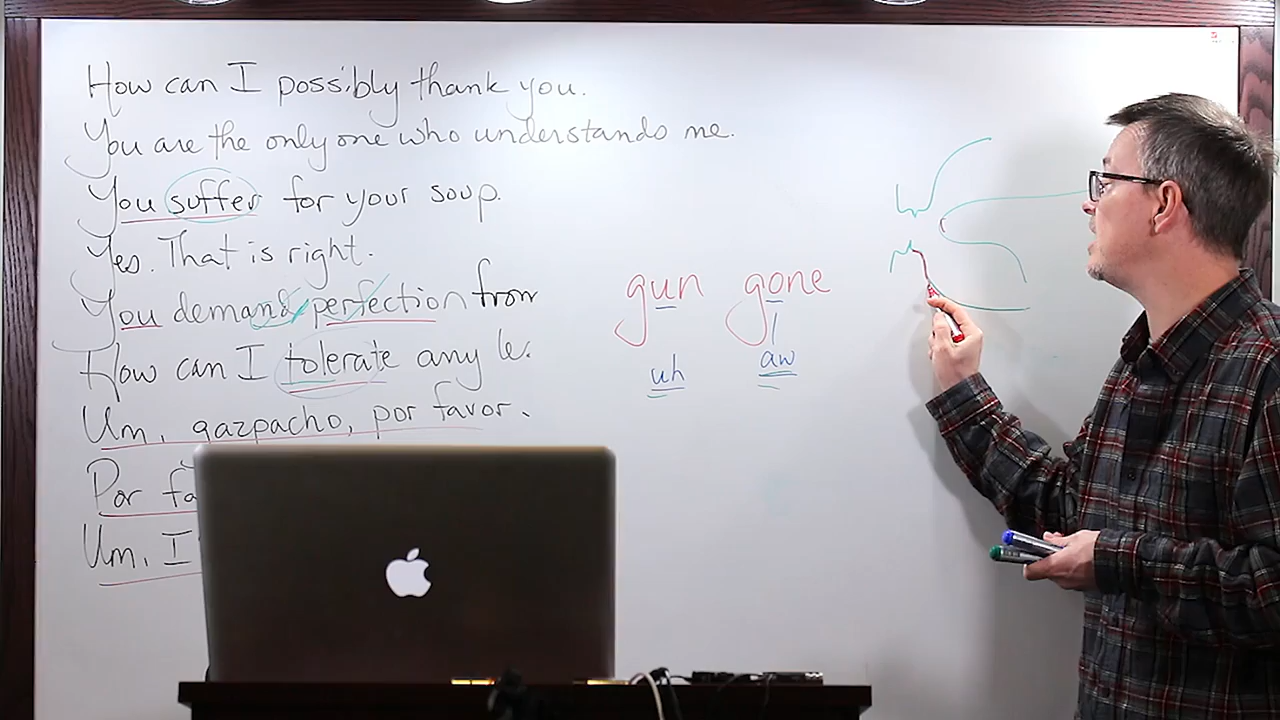 How can I possibly thank you.
You are the only one who understands me.
You suffer for your soup.
Yes. That is right.
You demand perfection from
How can I tolerate any le.
Um, gazpacho, por favor.
Por fa
Um, I
gun gone
uh aw